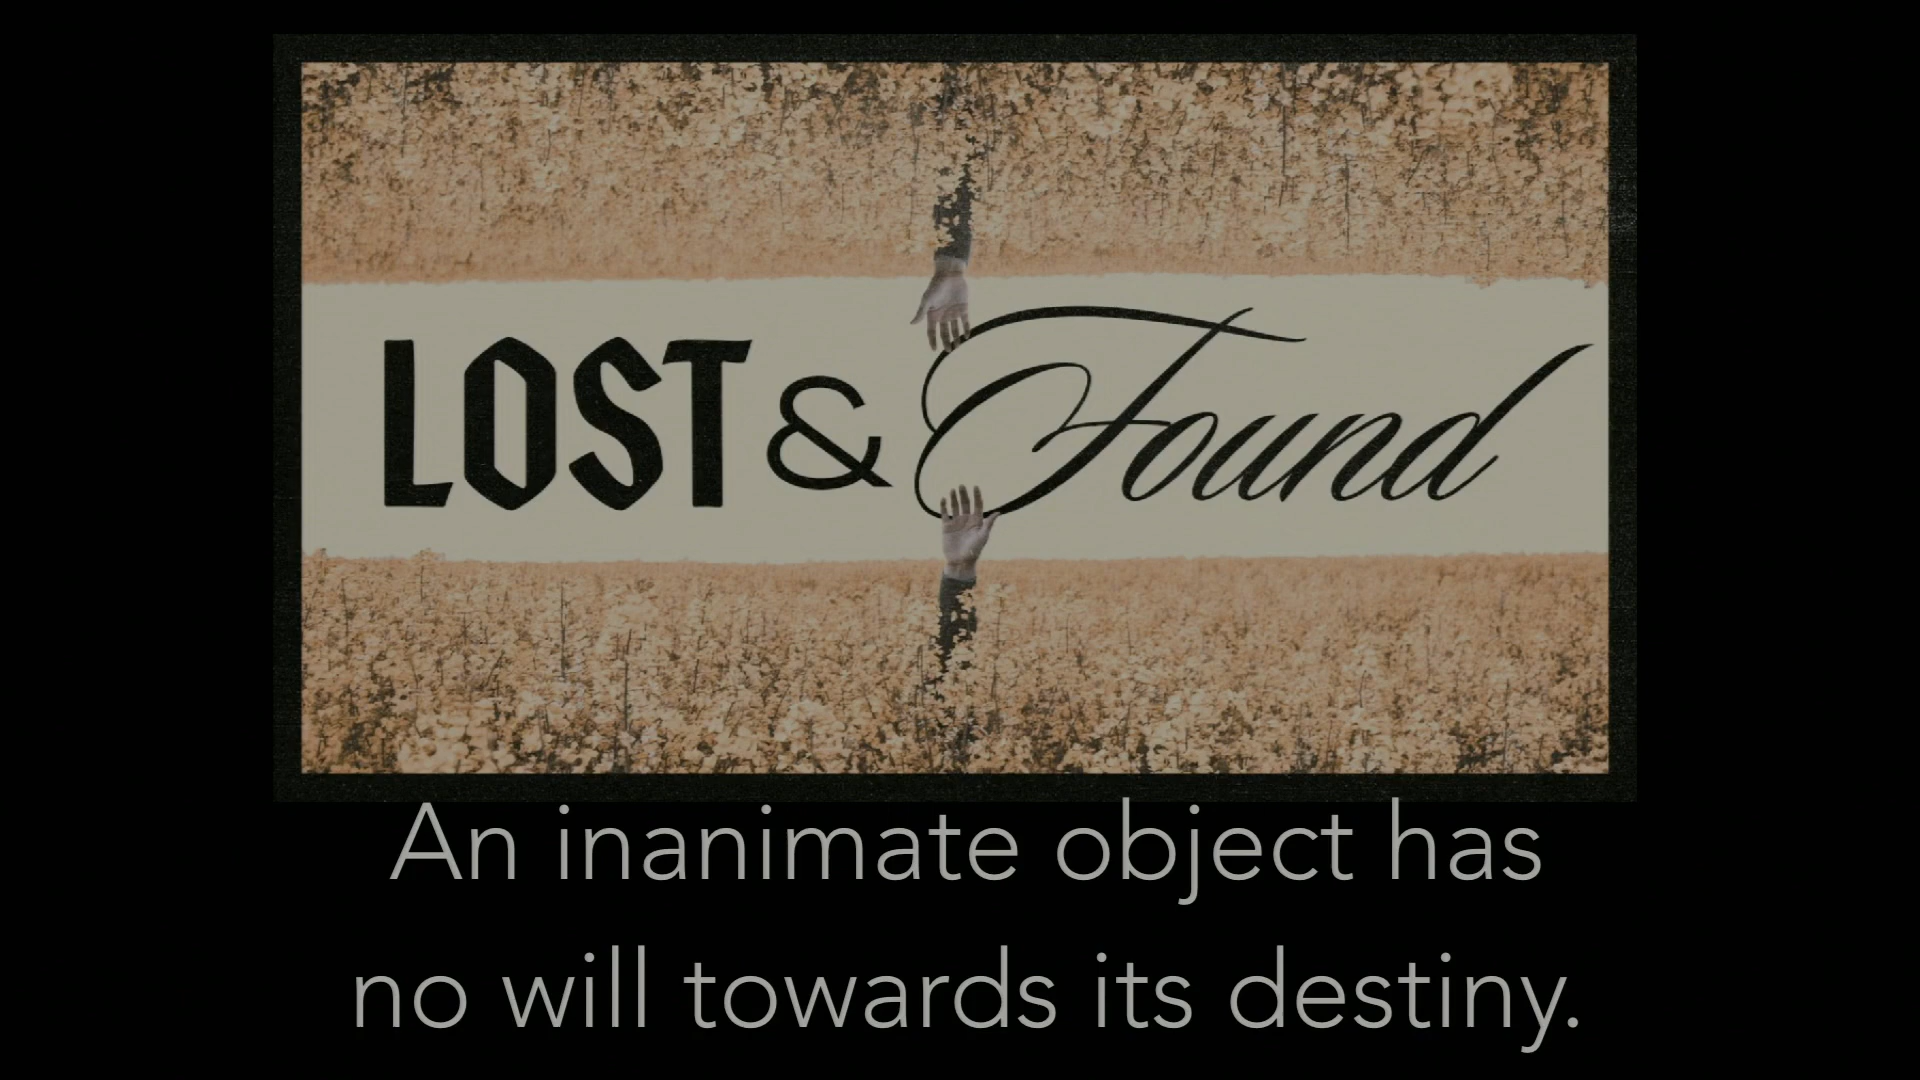 LOST & Found
An inanimate object has
no will towards its destiny.